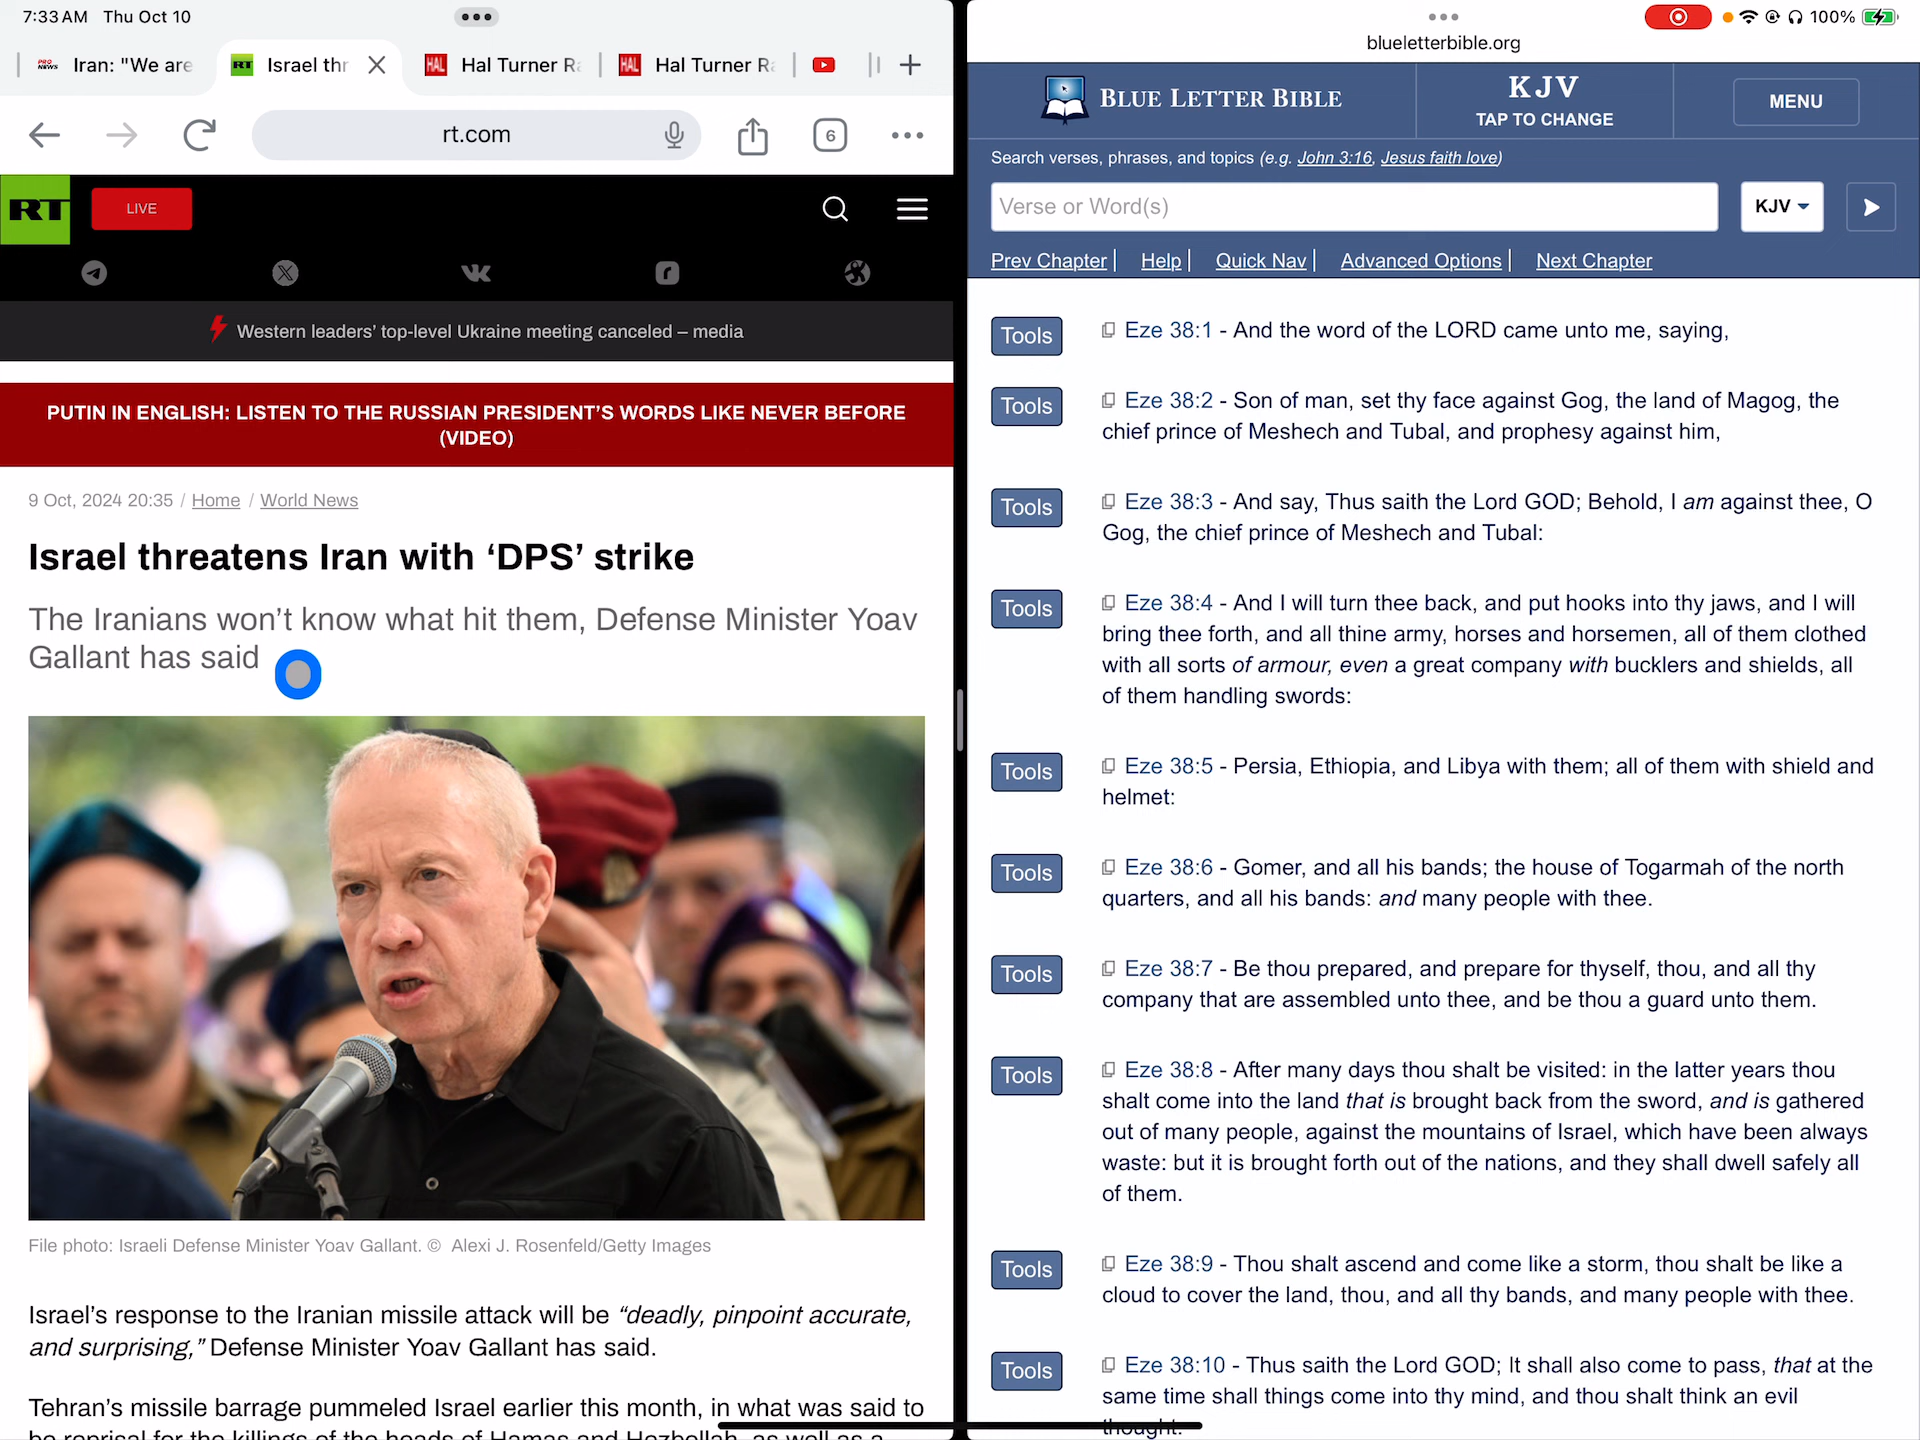 7:33 AM Thu Oct 10
Iran: "We are
RT Israel thr
HAL Hal Turner Ra
HAL Hal Turner Ra
rt.com
6
RT
LIVE
Western leaders’ top-level Ukraine meeting canceled – media
PUTIN IN ENGLISH: LISTEN TO THE RUSSIAN PRESIDENT’S WORDS LIKE NEVER BEFORE
(VIDEO)
9 Oct, 2024 20:35 / Home / World News
Israel threatens Iran with ‘DPS’ strike
The Iranians won’t know what hit them, Defense Minister Yoav
Gallant has said
File photo: Israeli Defense Minister Yoav Gallant. © Alexi J. Rosenfeld/Getty Images
Israel’s response to the Iranian missile attack will be “deadly, pinpoint accurate,
and surprising,” Defense Minister Yoav Gallant has said.
Tehran’s missile barrage pummeled Israel earlier this month, in what was said to
be reprisal for the killings of the heads of Hamas and Hezbollah, as well as a
100%
blueletterbible.org
BLUE LETTER BIBLE
KJV
TAP TO CHANGE
MENU
Search verses, phrases, and topics (e.g. John 3:16, Jesus faith love)
Verse or Word(s)
KJV
Prev Chapter | Help | Quick Nav | Advanced Options | Next Chapter
Tools Eze 38:1 - And the word of the LORD came unto me, saying,
Tools Eze 38:2 - Son of man, set thy face against Gog, the land of Magog, the
chief prince of Meshech and Tubal, and prophesy against him,
Tools Eze 38:3 - And say, Thus saith the Lord GOD; Behold, I am against thee, O
Gog, the chief prince of Meshech and Tubal:
Tools Eze 38:4 - And I will turn thee back, and put hooks into thy jaws, and I will
bring thee forth, and all thine army, horses and horsemen, all of them clothed
with all sorts of armour, even a great company with bucklers and shields, all
of them handling swords:
Tools Eze 38:5 - Persia, Ethiopia, and Libya with them; all of them with shield and
helmet:
Tools Eze 38:6 - Gomer, and all his bands; the house of Togarmah of the north
quarters, and all his bands: and many people with thee.
Tools Eze 38:7 - Be thou prepared, and prepare for thyself, thou, and all thy
company that are assembled unto thee, and be thou a guard unto them.
Tools Eze 38:8 - After many days thou shalt be visited: in the latter years thou
shalt come into the land that is brought back from the sword, and is gathered
out of many people, against the mountains of Israel, which have been always
waste: but it is brought forth out of the nations, and they shall dwell safely all
of them.
Tools Eze 38:9 - Thou shalt ascend and come like a storm, thou shalt be like a
cloud to cover the land, thou, and all thy bands, and many people with thee.
Tools Eze 38:10 - Thus saith the Lord GOD; It shall also come to pass, that at the
same time shall things come into thy mind, and thou shalt think an evil
thought: